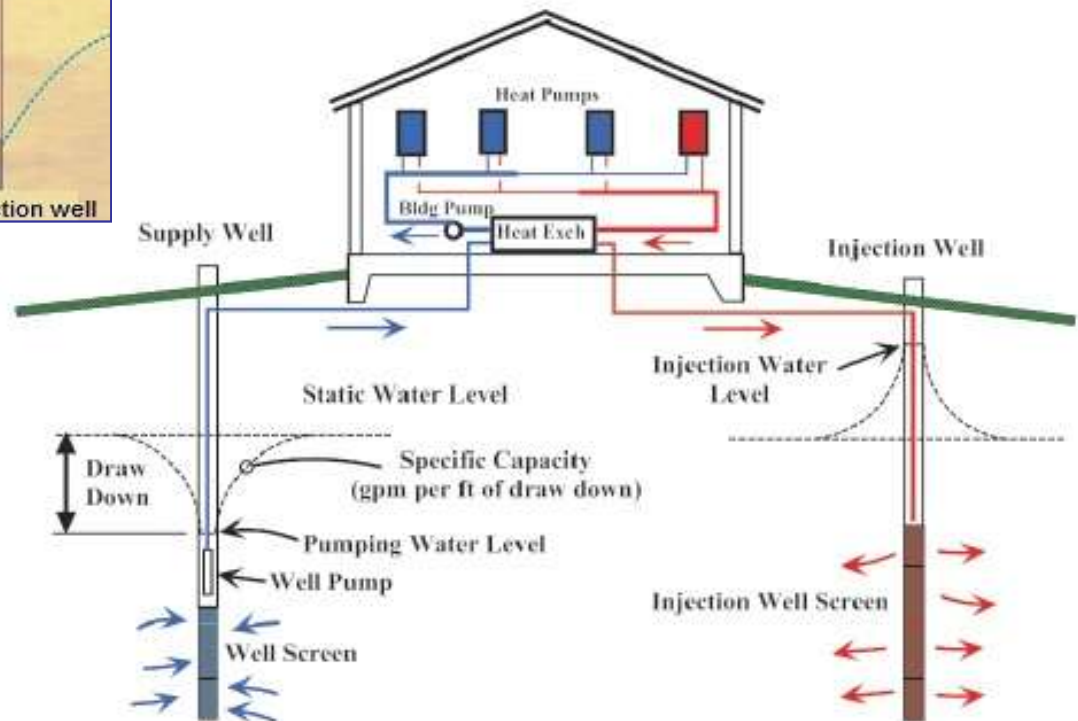 tion well
Heat Pumps
Bldg Pump
Heat Exch
Supply Well
Injection Well
Injection Water
Level
Static Water Level
Draw
Down
Specific Capacity
(gpm per ft of draw down)
Pumping Water Level
Well Pump
Injection Well Screen
Well Screen